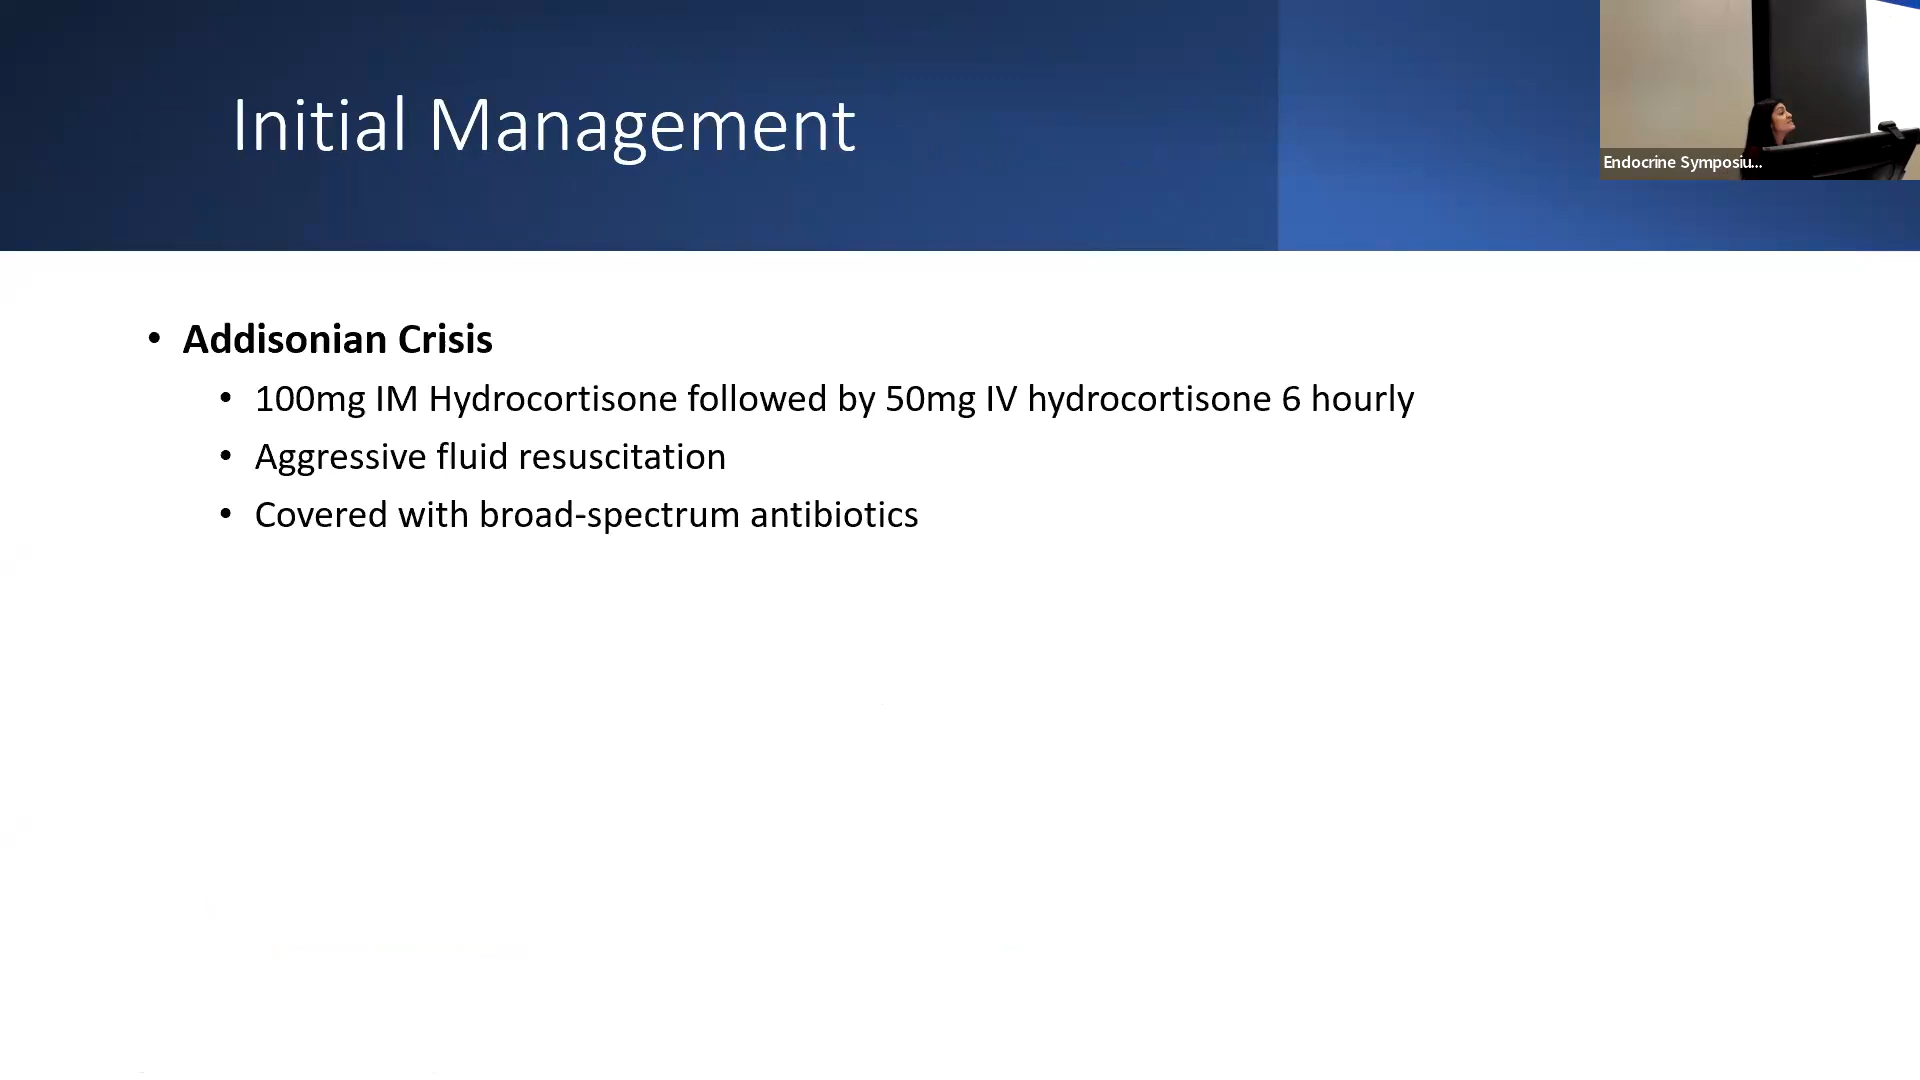 Initial Management
Endocrine Symposiu...
• Addisonian Crisis
• 100mg IM Hydrocortisone followed by 50mg IV hydrocortisone 6 hourly
• Aggressive fluid resuscitation
• Covered with broad-spectrum antibiotics